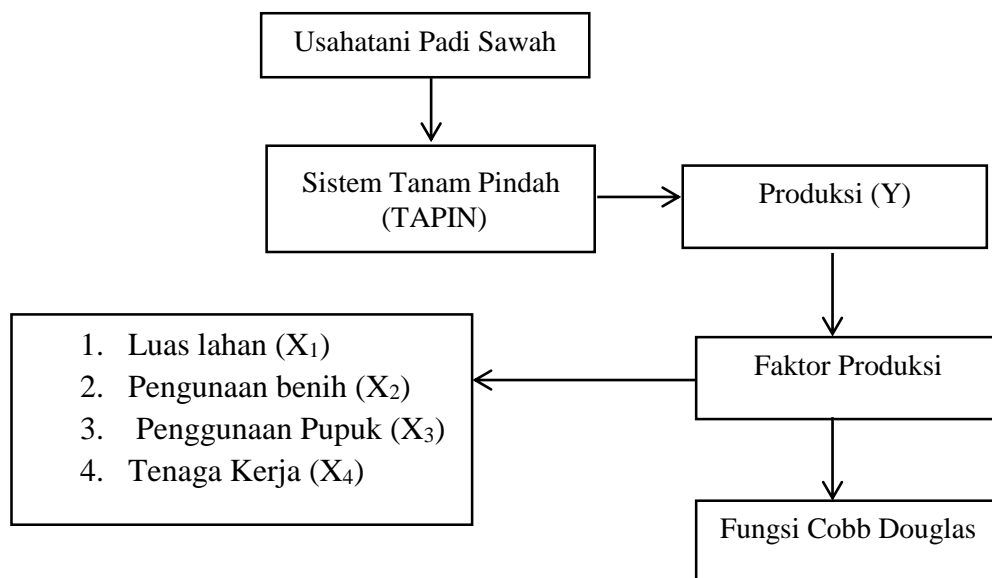 Usahatani Padi Sawah
Sistem Tanam Pindah
(TAPIN)
Produksi (Y)
1. Luas lahan (X₁)
2. Pengunaan benih (X₂)
3. Penggunaan Pupuk (X₃)
4. Tenaga Kerja (X₄)
Faktor Produksi
Fungsi Cobb Douglas